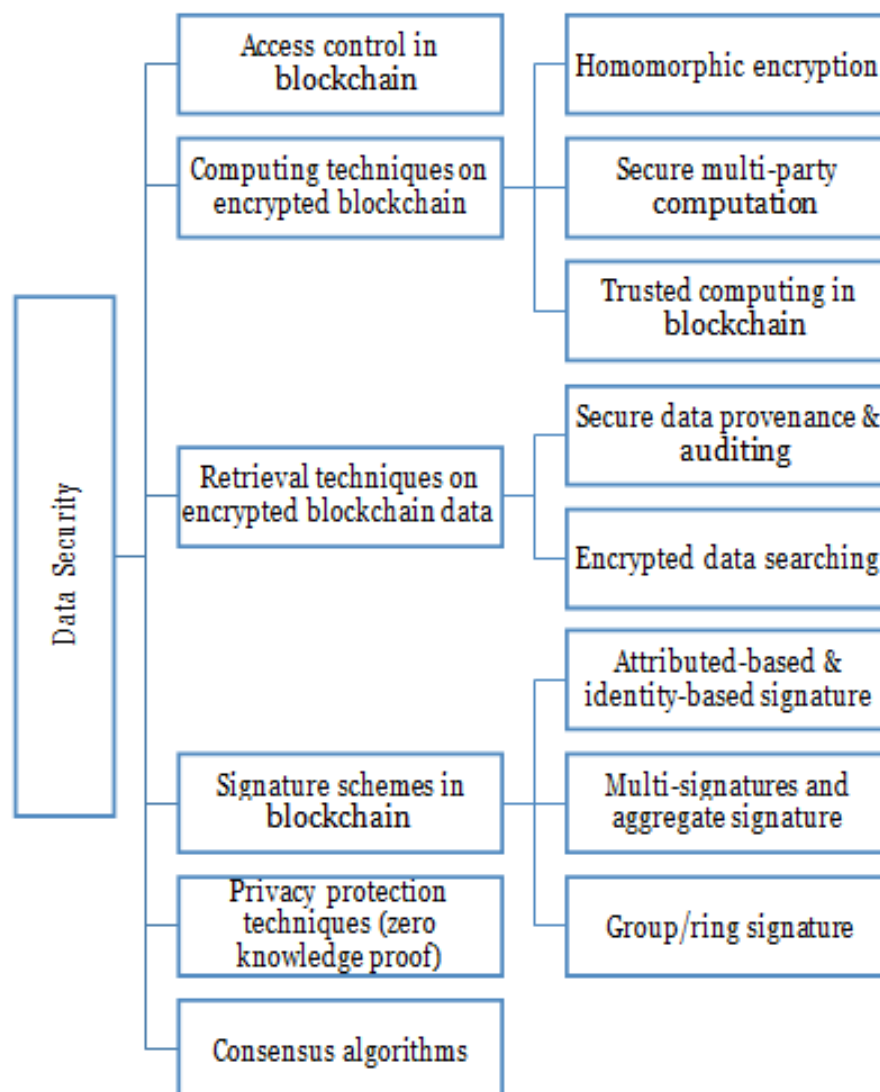 Data Security
Access control in
blockchain
Computing techniques on
encrypted blockchain
Homomorphic encryption
Secure multi-party
computation
Trusted computing in
blockchain
Retrieval techniques on
encrypted blockchain data
Secure data provenance &
auditing
Encrypted data searching
Signature schemes in
blockchain
Attributed-based &
identity-based signature
Multi-signatures and
aggregate signature
Group/ring signature
Privacy protection
techniques (zero
knowledge proof)
Consensus algorithms